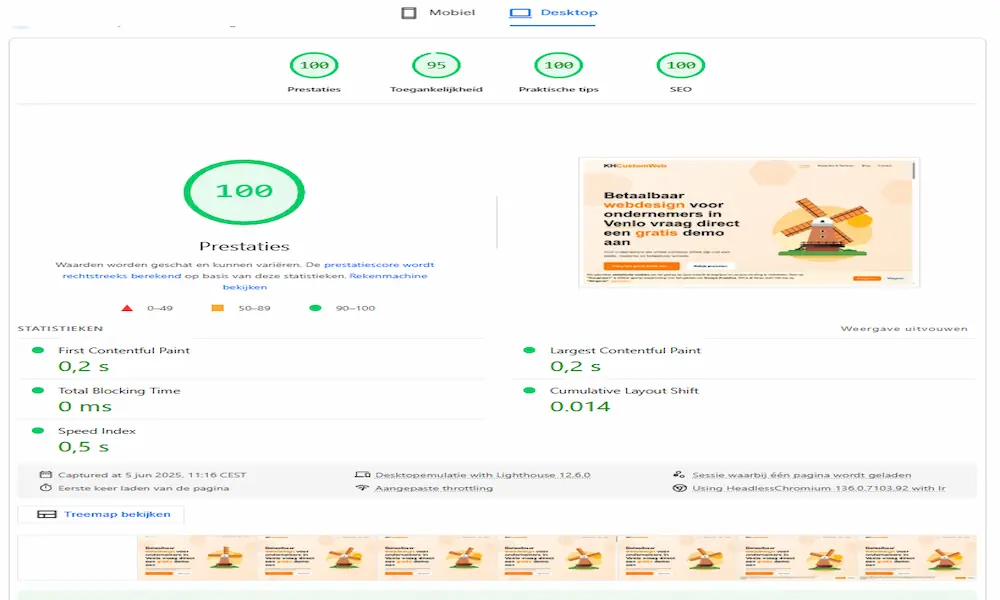 Mobiel
Desktop
100
95
100
100
Prestaties
Toegankelijkheid
Praktische tips
SEO
100
Prestaties
Waarden worden geschat en kunnen variëren. De prestatiescore wordt
rechtstreeks berekend op basis van deze statistieken. Rekenmachine
bekijken
0–49
50–89
90–100
KHCustomWeb
Betaalbaar
webdesign voor
ondernemers in
Venlo vraag direct
een gratis demo
aan
STATISTIEKEN
Weergave uitvouwen
First Contentful Paint
0,2 s
Largest Contentful Paint
0,2 s
Total Blocking Time
0 ms
Cumulative Layout Shift
0.014
Speed Index
0,5 s
Captured at 5 jun 2025, 11:16 CEST
Desktopemulatie with Lighthouse 12.6.0
Sessie waarbij één pagina wordt geladen
Eerste keer laden van de pagina
Aangepaste throttling
Using HeadlessChromium 136.0.7103.92 with lr
Treemap bekijken